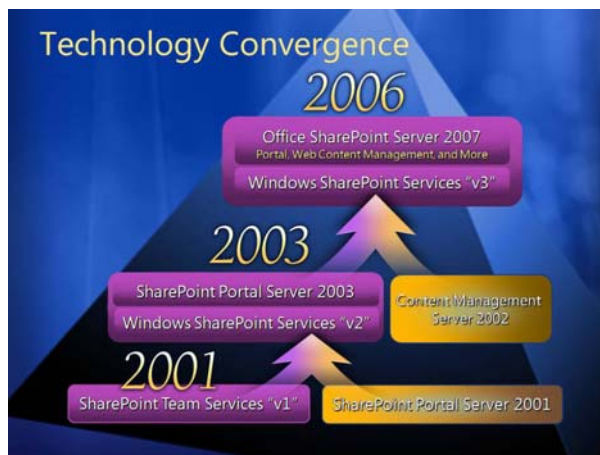 Technology Convergence
2006
Office SharePoint Server 2007
Portal, Web Content Management, and More
Windows SharePoint Services “v3”
2003
SharePoint Portal Server 2003
Windows SharePoint Services “v2”
Content Management
Server 2002
2001
SharePoint Team Services “v1”
SharePoint Portal Server 2001